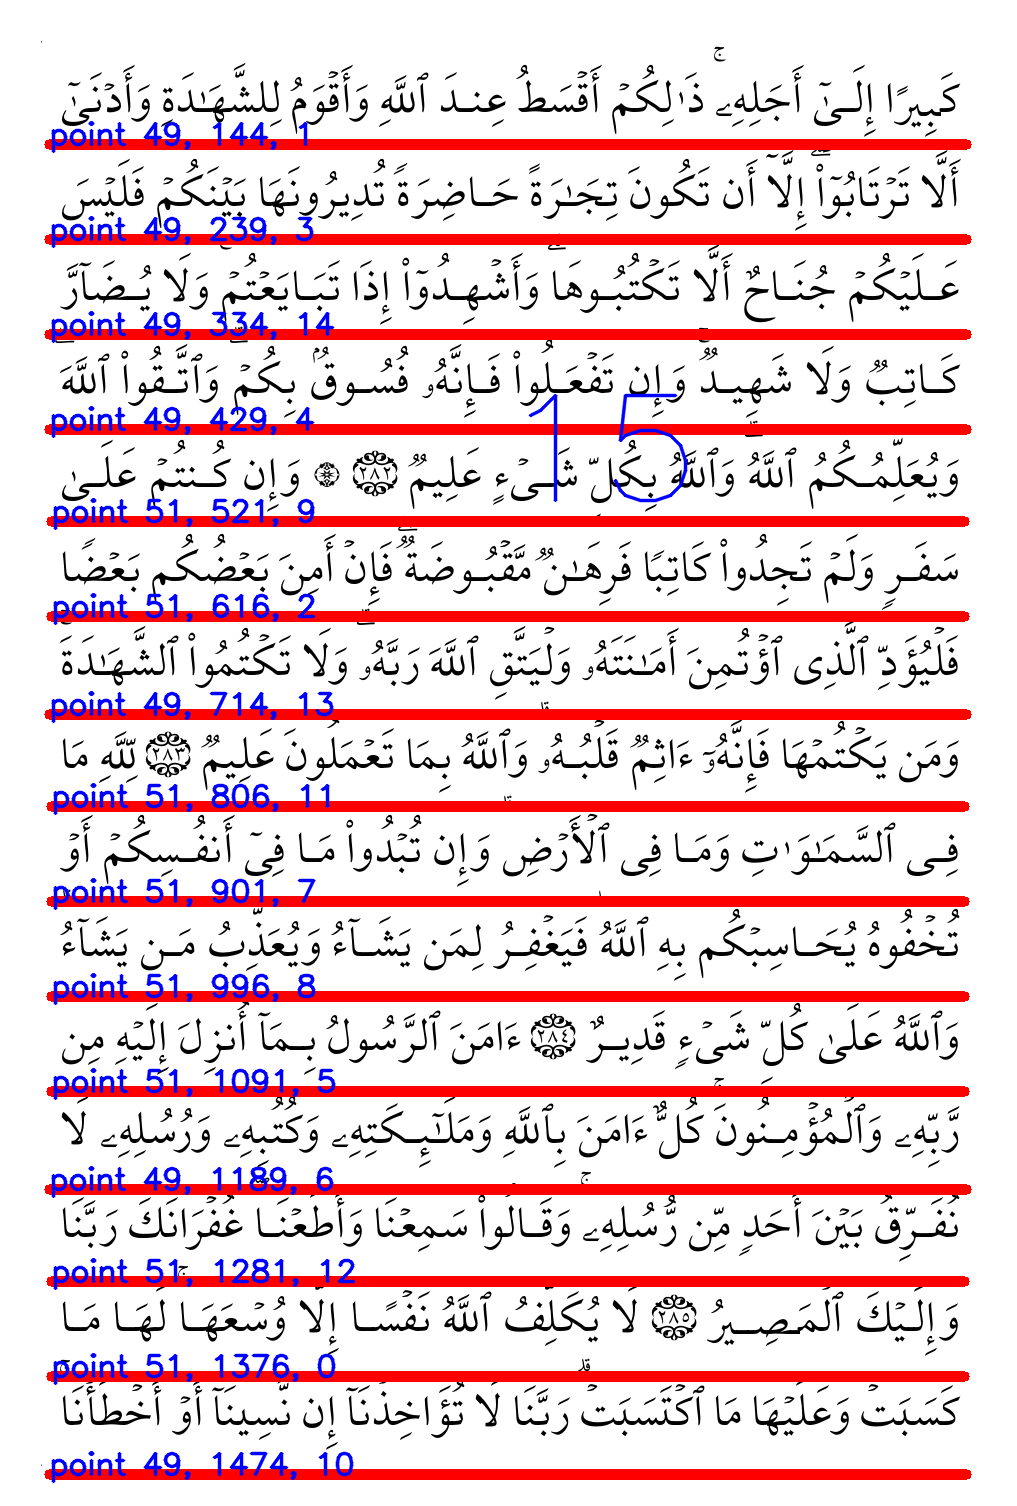 كَبِيرًا إِلَىٰٓ أَجَلِهِۦۚ ذَٰلِكُمۡ أَقۡسَطُ عِندَ ٱللَّهِ وَأَقۡوَمُ لِلشَّهَـٰدَةِ وَأَدۡنَىٰٓ
point 49, 144, 1
أَلَّا تَرۡتَابُوٓاْۖ إِلَّآ أَن تَكُونَ تِجَـٰرَةً حَاضِرَةً تُدِيرُونَهَا بَيۡنَكُمۡ فَلَيۡسَ
point 49, 239, 3
عَلَيۡكُمۡ جُنَاحٌ أَلَّا تَكۡتُبُوهَاۗ وَأَشۡهِدُوٓاْ إِذَا تَبَايَعۡتُمۡۚ وَلَا يُضَآرَّ
point 49, 334, 14
كَاتِبٌ وَلَا شَهِيدٌۚ وَإِن تَفۡعَلُواْ فَإِنَّهُۥ فُسُوقُۢ بِكُمۡۗ وَٱتَّقُواْ ٱللَّهَۖ
point 49, 429, 4
15
وَيُعَلِّمُكُمُ ٱللَّهُۗ وَٱللَّهُ بِكُلِّ شَىۡءٍ عَلِيمٌ ٢٨٢ ۞ وَإِن كُنتُمۡ عَلَىٰ
point 51, 521, 9
سَفَرٍ وَلَمۡ تَجِدُواْ كَاتِبًا فَرِهَـٰنٌ مَّقۡبُوضَةٌۖ فَإِنۡ أَمِنَ بَعۡضُكُم بَعۡضًا
point 51, 616, 2
فَلۡيُؤَدِّ ٱلَّذِى ٱؤۡتُمِنَ أَمَـٰنَتَهُۥ وَلۡيَتَّقِ ٱللَّهَ رَبَّهُۥۗ وَلَا تَكۡتُمُواْ ٱلشَّهَـٰدَةَۚ
point 49, 714, 13
وَمَن يَكۡتُمۡهَا فَإِنَّهُۥٓ ءَاثِمٌ قَلۡبُهُۥۗ وَٱللَّهُ بِمَا تَعۡمَلُونَ عَلِيمٌ ٢٨٣ لِّلَّهِ مَا
point 51, 806, 11
فِى ٱلسَّمَـٰوَٰتِ وَمَا فِى ٱلۡأَرۡضِۗ وَإِن تُبۡدُواْ مَا فِىٓ أَنفُسِكُمۡ أَوۡ
point 51, 901, 7
تُخۡفُوهُ يُحَاسِبۡكُم بِهِ ٱللَّهُۖ فَيَغۡفِرُ لِمَن يَشَآءُ وَيُعَذِّبُ مَن يَشَآءُۗ
point 51, 996, 8
وَٱللَّهُ عَلَىٰ كُلِّ شَىۡءٍ قَدِيرٌ ٢٨٤ ءَامَنَ ٱلرَّسُولُ بِمَآ أُنزِلَ إِلَيۡهِ مِن
point 51, 1091, 5
رَّبِّهِۦ وَٱلۡمُؤۡمِنُونَۚ كُلٌّ ءَامَنَ بِٱللَّهِ وَمَلَـٰٓئِكَتِهِۦ وَكُتُبِهِۦ وَرُسُلِهِۦ لَا
point 49, 1189, 6
نُفَرِّقُ بَيۡنَ أَحَدٍ مِّن رُّسُلِهِۦۚ وَقَالُواْ سَمِعۡنَا وَأَطَعۡنَاۖ غُفۡرَانَكَ رَبَّنَا
point 51, 1281, 12
وَإِلَيۡكَ ٱلۡمَصِيرُ ٢٨٥ لَا يُكَلِّفُ ٱللَّهُ نَفۡسًا إِلَّا وُسۡعَهَاۚ لَهَا مَا
point 51, 1376, 0
كَسَبَتۡ وَعَلَيۡهَا مَا ٱكۡتَسَبَتۡۗ رَبَّنَا لَا تُؤَاخِذۡنَآ إِن نَّسِينَآ أَوۡ أَخۡطَأۡنَاۚ
point 49, 1474, 10